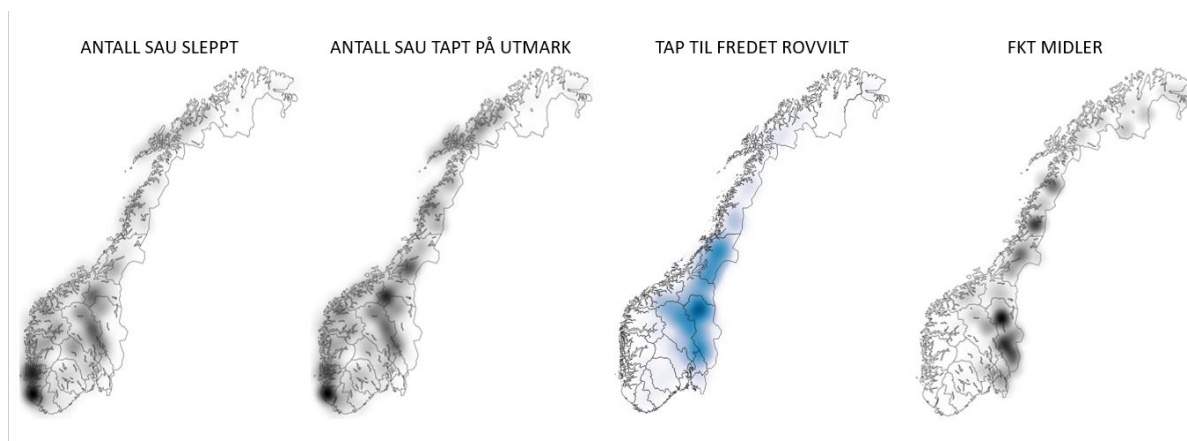 ANTALL SAU SLEPPT
ANTALL SAU TAPT PÅ UTMARK
TAP TIL FREDET ROVVILT
FKT MIDLER